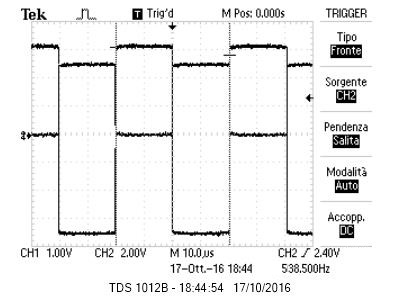 Tek T Trig'd M Pos: 0.000s TRIGGER
Tipo
Fronte
Sorgente
CH2
Pendenza
Salita
Modalità
Auto
Accopp.
DC
CH1 1.00V CH2 2.00V M 10.0µs CH2 2.40V
17-Ott.-16 18:44 538.500Hz
TDS 1012B - 18:44:54 17/10/2016